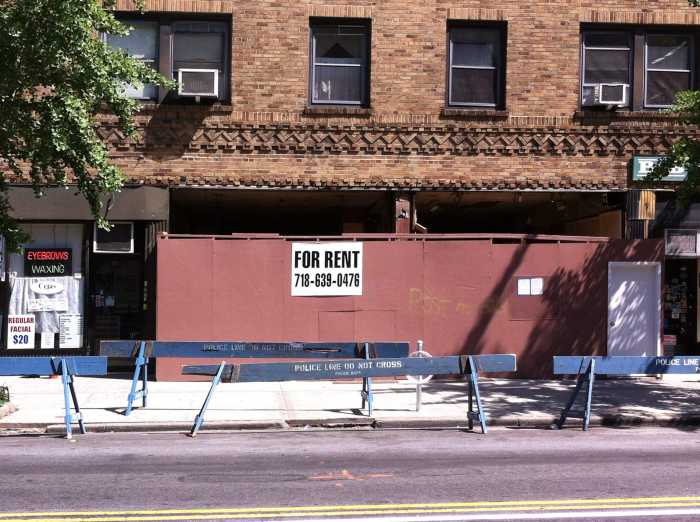 EYEBROWS
WAXING
REGULAR
FACIAL
$20
FOR RENT
718-639-0476
POST
POLICE LINE DO NOT CROSS
POLICE LINE DO NOT CROSS
POLICE LINE